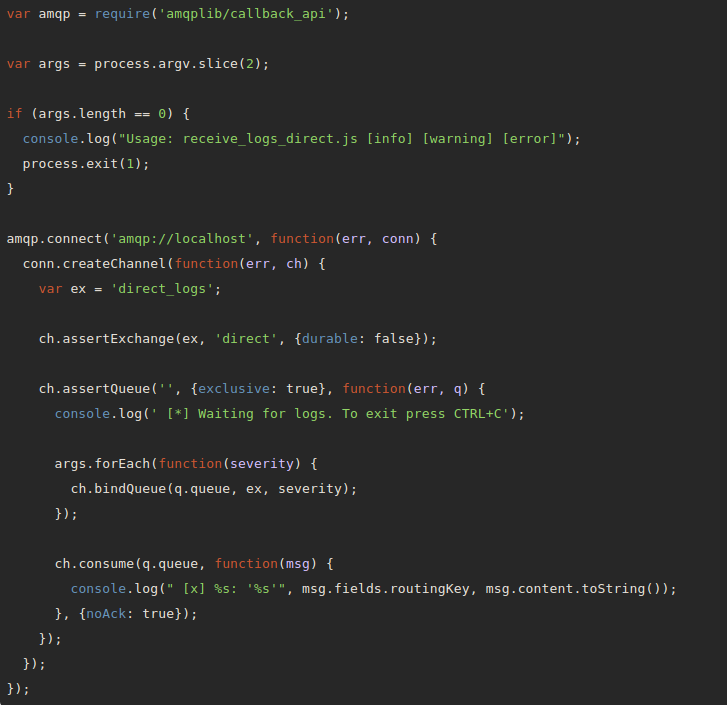 var amqp = require('amqplib/callback_api');

var args = process.argv.slice(2);

if (args.length == 0) {
  console.log("Usage: receive_logs_direct.js [info] [warning] [error]");
  process.exit(1);
}

amqp.connect('amqp://localhost', function(err, conn) {
  conn.createChannel(function(err, ch) {
    var ex = 'direct_logs';

    ch.assertExchange(ex, 'direct', {durable: false});

    ch.assertQueue('', {exclusive: true}, function(err, q) {
      console.log(' [*] Waiting for logs. To exit press CTRL+C');

      args.forEach(function(severity) {
        ch.bindQueue(q.queue, ex, severity);
      });

      ch.consume(q.queue, function(msg) {
        console.log(" [x] %s: '%s'", msg.fields.routingKey, msg.content.toString());
      }, {noAck: true});
    });
  });
});